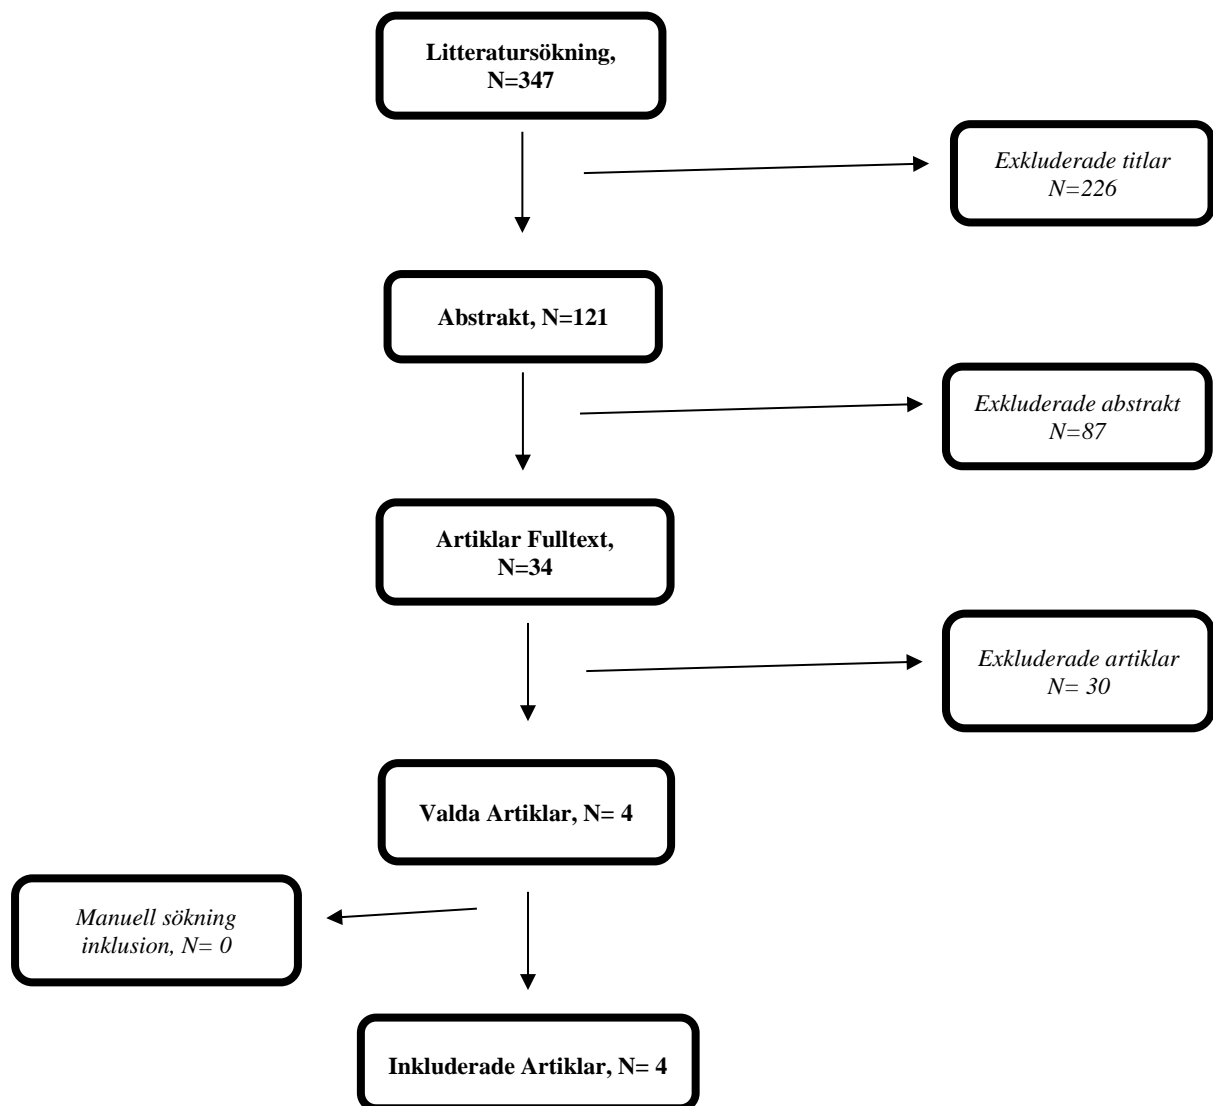 Litteratursökning,
N=347
Exkluderade titlar
N=226
Abstrakt, N=121
Exkluderade abstrakt
N=87
Artiklar Fulltext,
N=34
Exkluderade artiklar
N= 30
Valda Artiklar, N= 4
Manuell sökning
inklusion, N= 0
Inkluderade Artiklar, N= 4